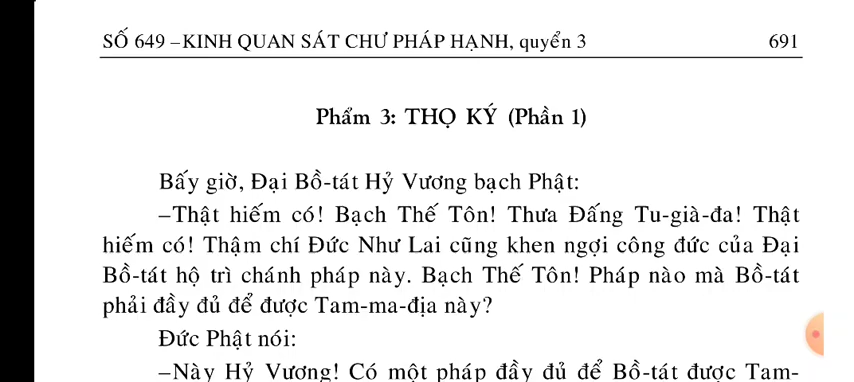 SỐ 649 –KINH QUAN SÁT CHƯ PHÁP HẠNH, quyển 3 691
Phẩm 3: THỌ KÝ (Phần 1)
Bấy giờ, Đại Bồ-tát Hỷ Vương bạch Phật:
–Thật hiếm có! Bạch Thế Tôn! Thưa Đấng Tu-già-đa! Thật
hiếm có! Thậm chí Đức Như Lai cũng khen ngợi công đức của Đại
Bồ-tát hộ trì chánh pháp này. Bạch Thế Tôn! Pháp nào mà Bồ-tát
phải đầy đủ để được Tam-ma-địa này?
Đức Phật nói:
–Này Hỷ Vương! Có một pháp đầy đủ để Bồ-tát được Tam-